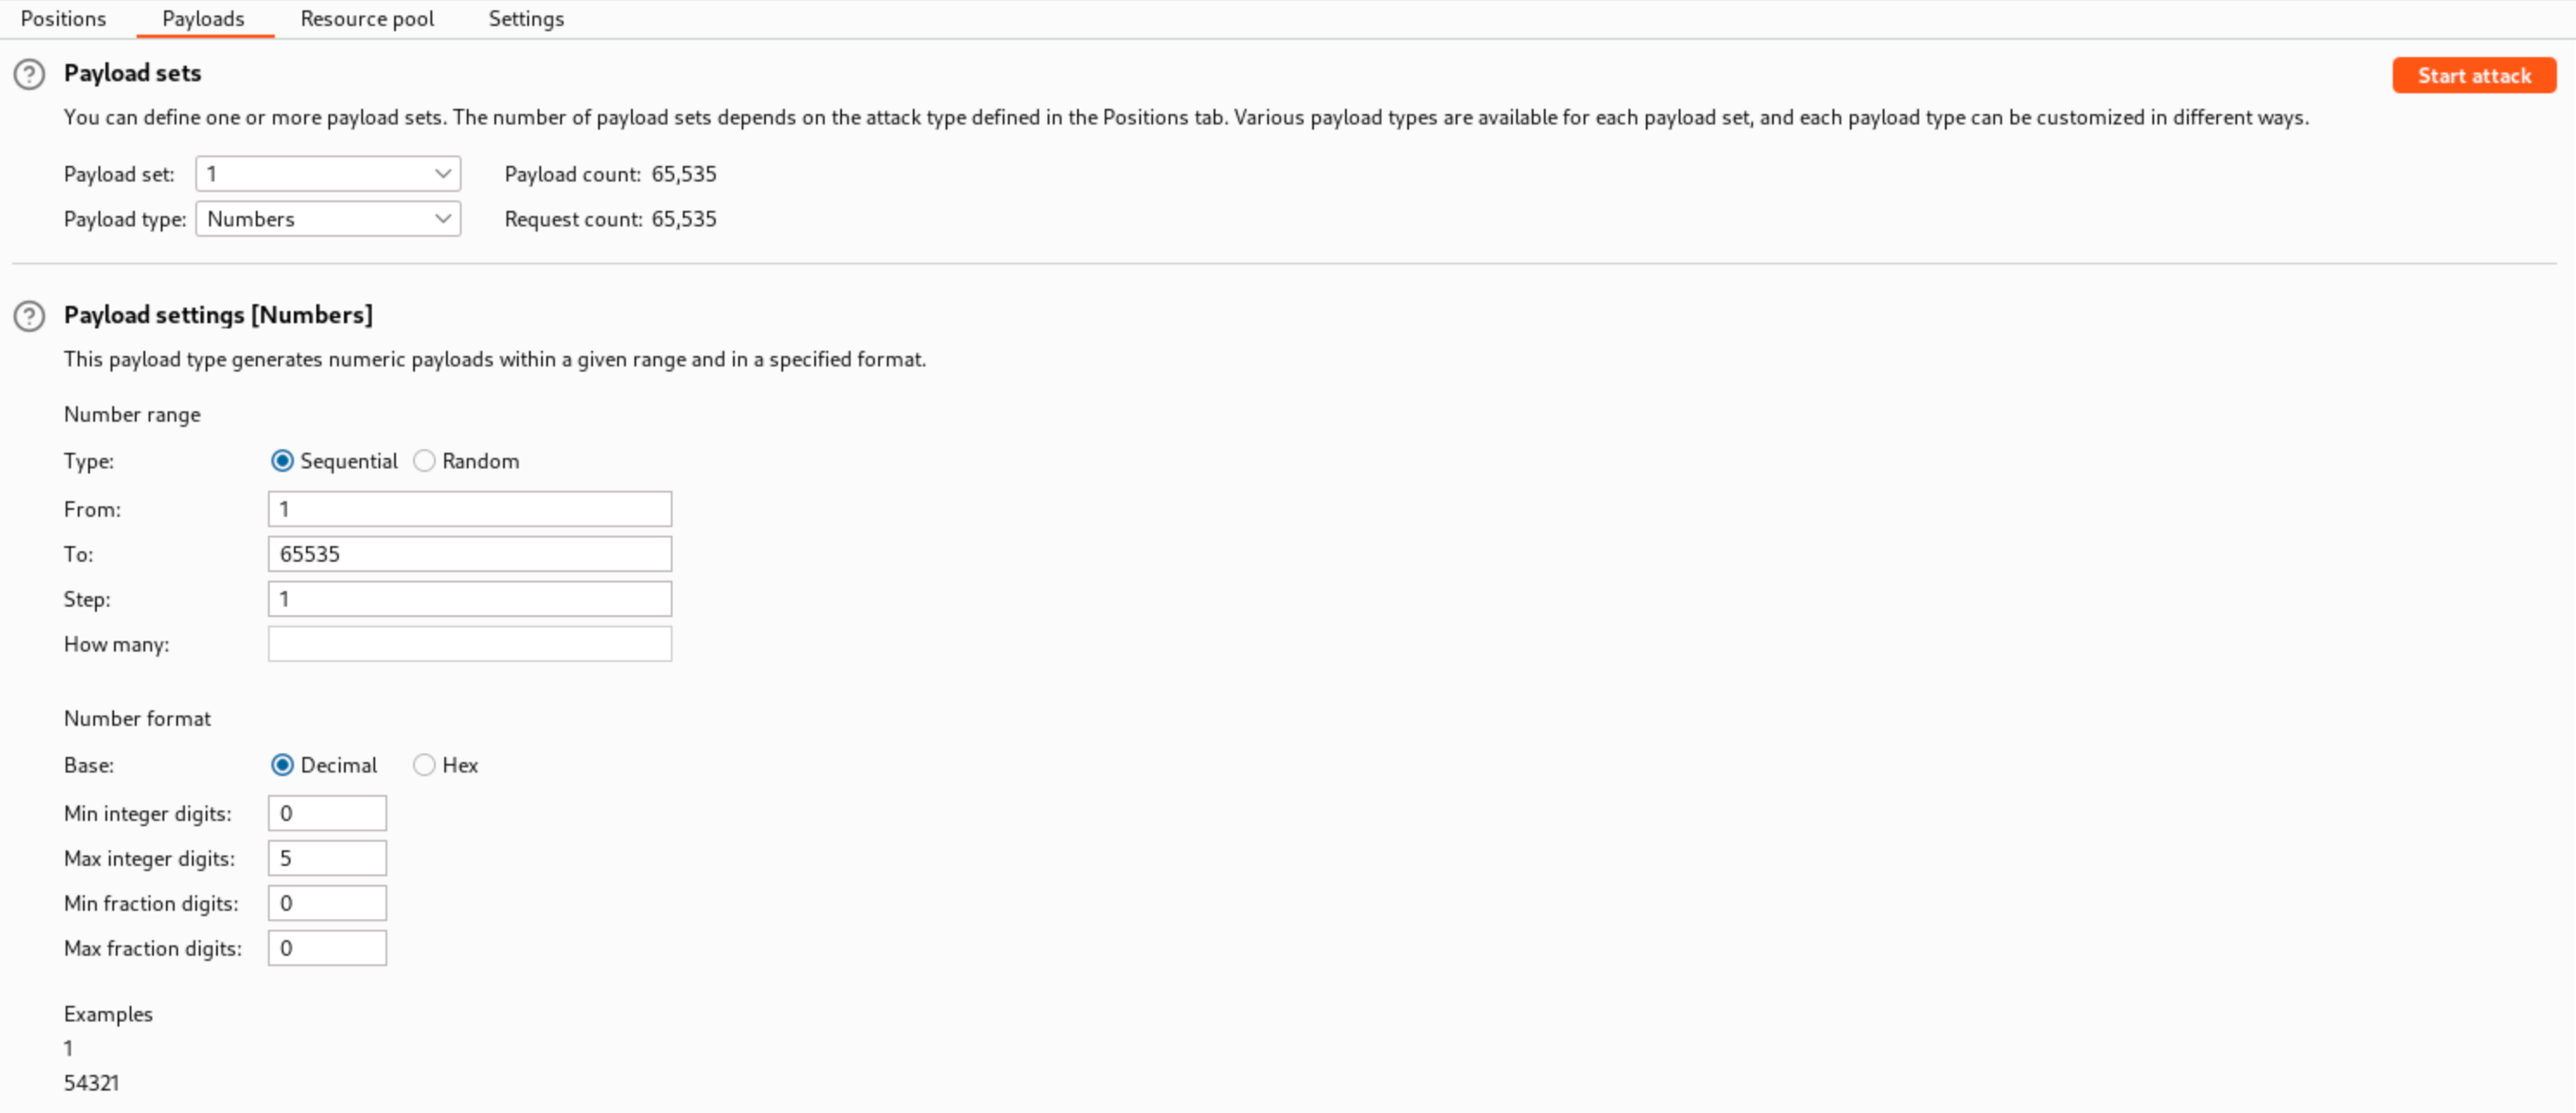 Positions Payloads Resource pool Settings
Payload sets
Start attack
You can define one or more payload sets. The number of payload sets depends on the attack type defined in the Positions tab. Various payload types are available for each payload set, and each payload type can be customized in different ways.
Payload set: 1 Payload count: 65,535
Payload type: Numbers Request count: 65,535
Payload settings [Numbers]
This payload type generates numeric payloads within a given range and in a specified format.
Number range
Type: Sequential Random
From: 1
To: 65535
Step: 1
How many:
Number format
Base: Decimal Hex
Min integer digits: 0
Max integer digits: 5
Min fraction digits: 0
Max fraction digits: 0
Examples
1
54321